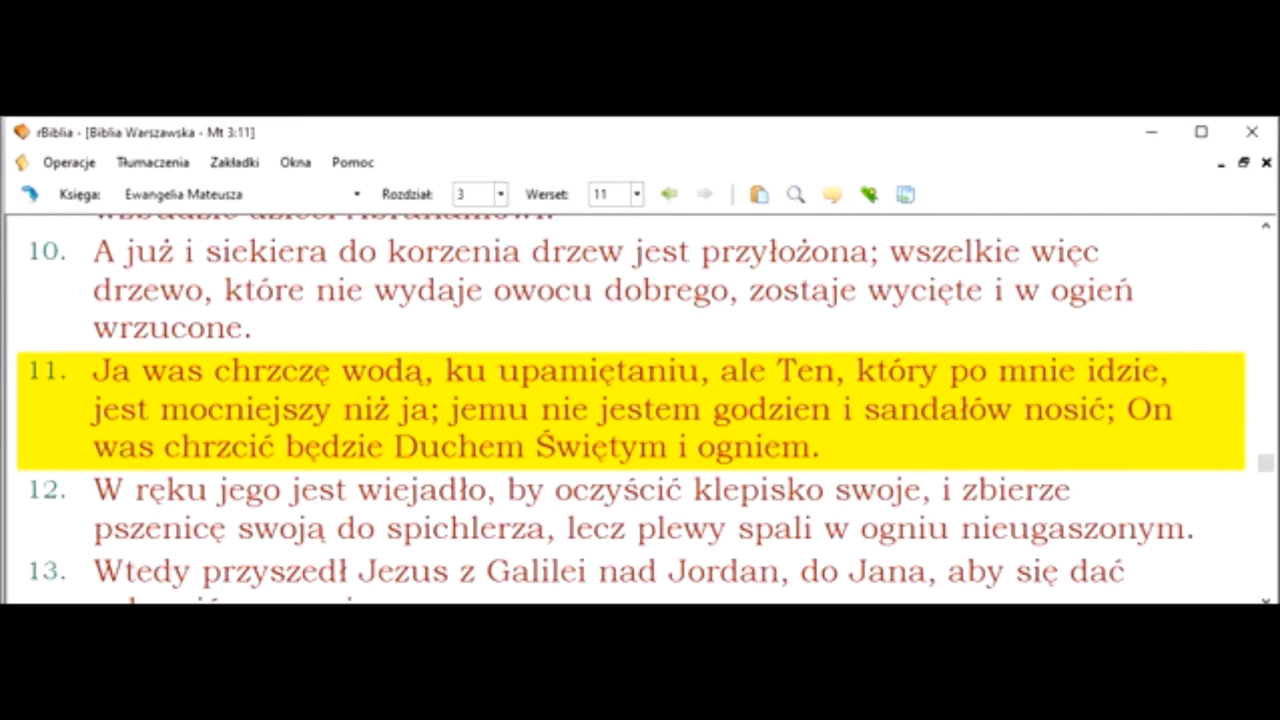 rBiblia - [Biblia Warszawska - Mt 3:11]
Operacje Tłumaczenia Zakładki Okna Pomoc
Księga: Ewangelia Mateusza Rozdział: 3 Werset: 11
10. A już i siekiera do korzenia drzew jest przyłożona; wszelkie więc
drzewo, które nie wydaje owocu dobrego, zostaje wycięte i w ogień
wrzucone.
11. Ja was chrzczę wodą, ku upamiętaniu, ale Ten, który po mnie idzie,
jest mocniejszy niż ja; jemu nie jestem godzien i sandałów nosić; On
was chrzcić będzie Duchem Świętym i ogniem.
12. W ręku jego jest wiejadło, by oczyścić klepisko swoje, i zbierze
pszenicę swoją do spichlerza, lecz plewy spali w ogniu nieugaszonym.
13. Wtedy przyszedł Jezus z Galilei nad Jordan, do Jana, aby się dać